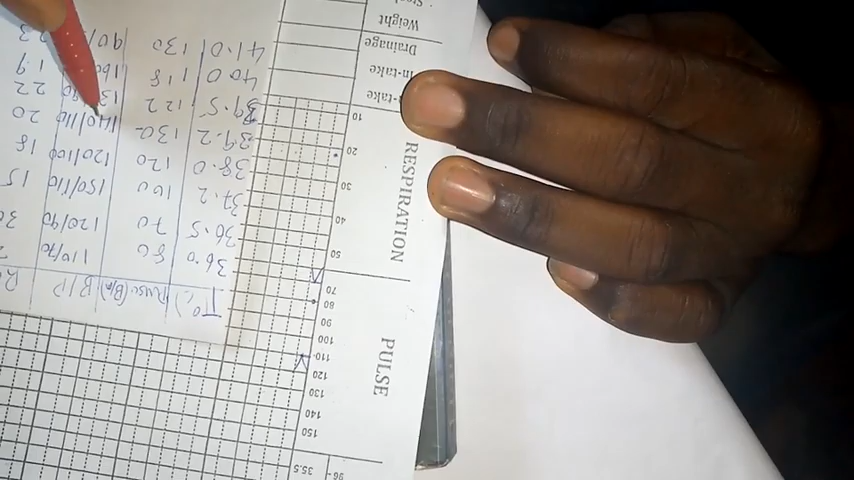 96- 35.5
PULSE
150
140
130
120
110
100
90
80
70
RESPIRATION
50
40
30
20
10
In-take
Drainage
Weight
T(°C) Pulse (B/m) B/P
36.0 80 110/70
36.5 70 120/90
37.2 100 150/110 15
38.0 120 120/100 18
39.2 130 140/110 20
39.5 122 22
40.0 118 19
41.0 130